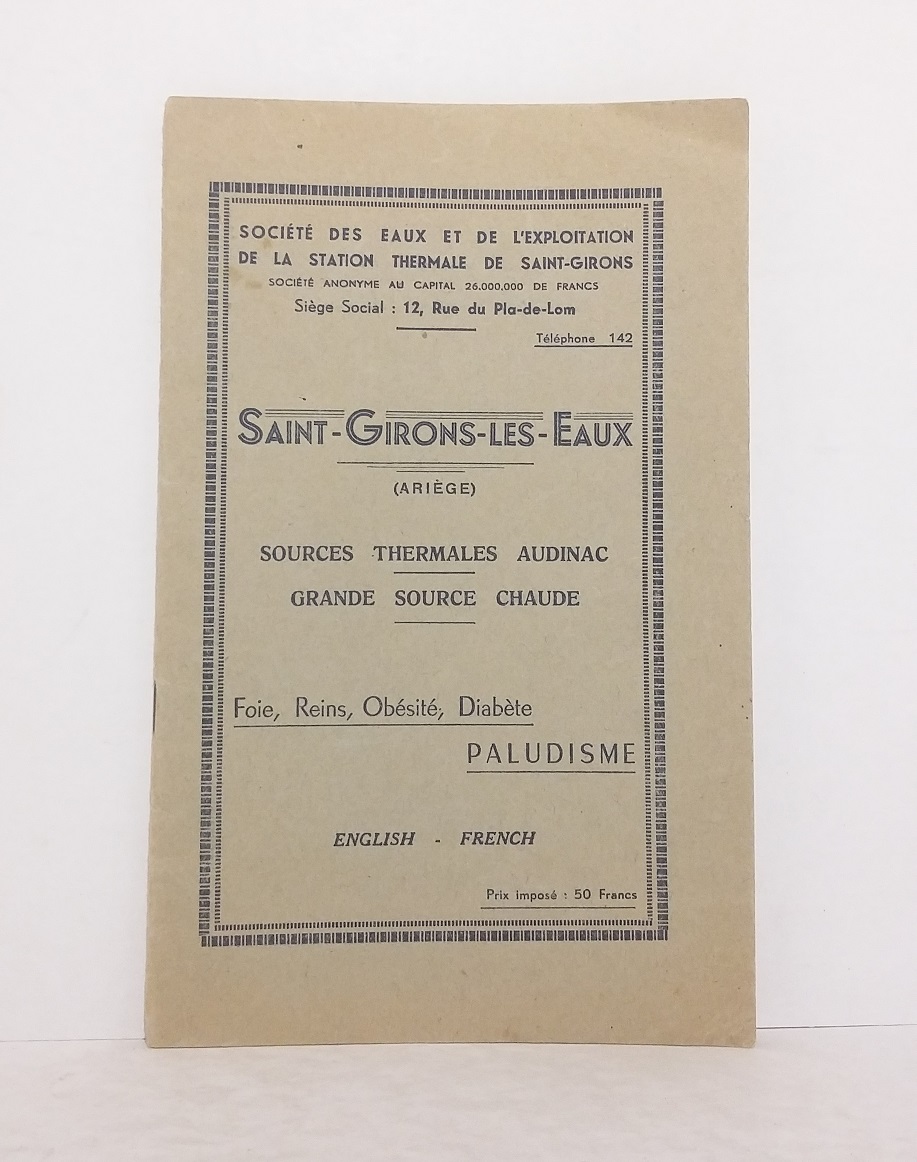 SOCIÉTÉ DES EAUX ET DE L'EXPLOITATION
DE LA STATION THERMALE DE SAINT-GIRONS
SOCIÉTÉ ANONYME AU CAPITAL 26.000.000 DE FRANCS
Siège Social : 12, Rue du Pla-de-Lom
Téléphone 142
SAINT-GIRONS-LES-EAUX
(ARIÈGE)
SOURCES THERMALES AUDINAC
GRANDE SOURCE CHAUDE
Foie, Reins, Obésité, Diabète
PALUDISME
ENGLISH - FRENCH
Prix imposé : 50 Francs